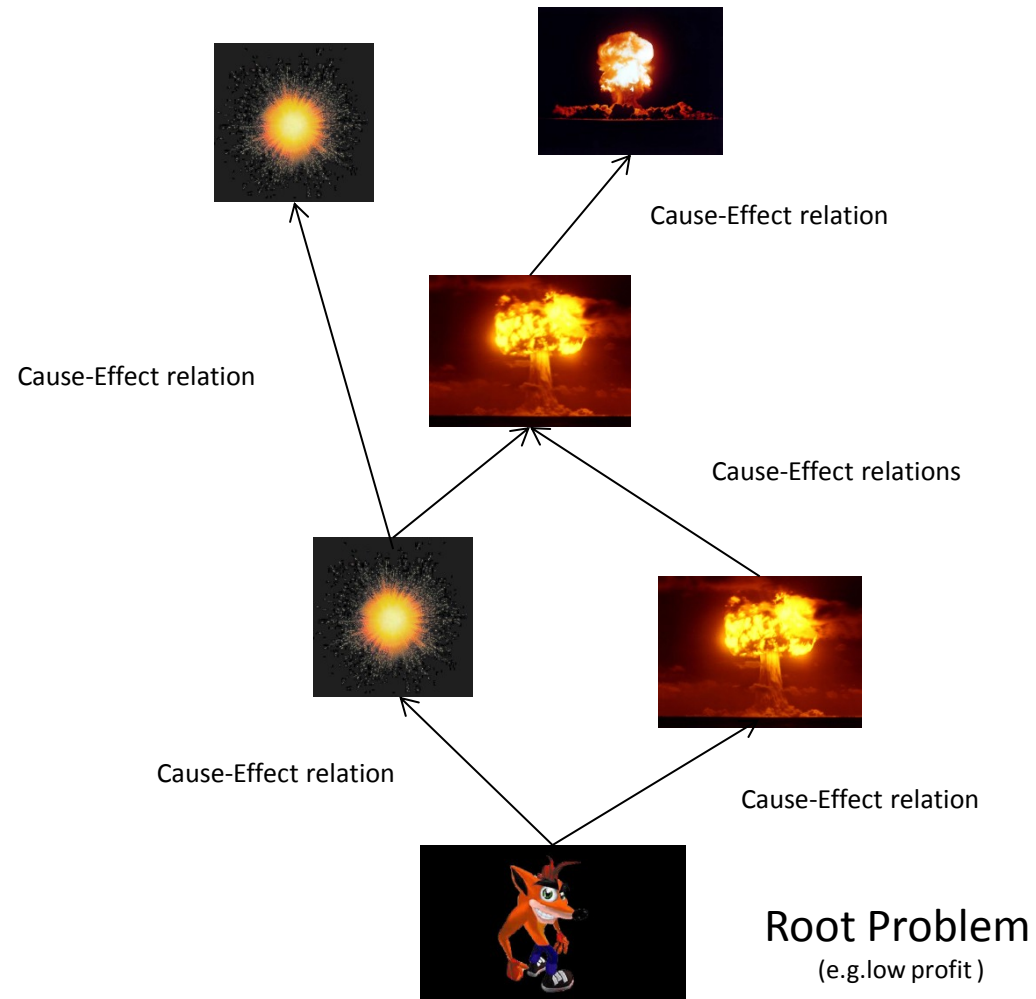 Cause-Effect relation
Cause-Effect relation
Cause-Effect relations
Cause-Effect relation
Cause-Effect relation
Root Problem
(e.g.low profit )